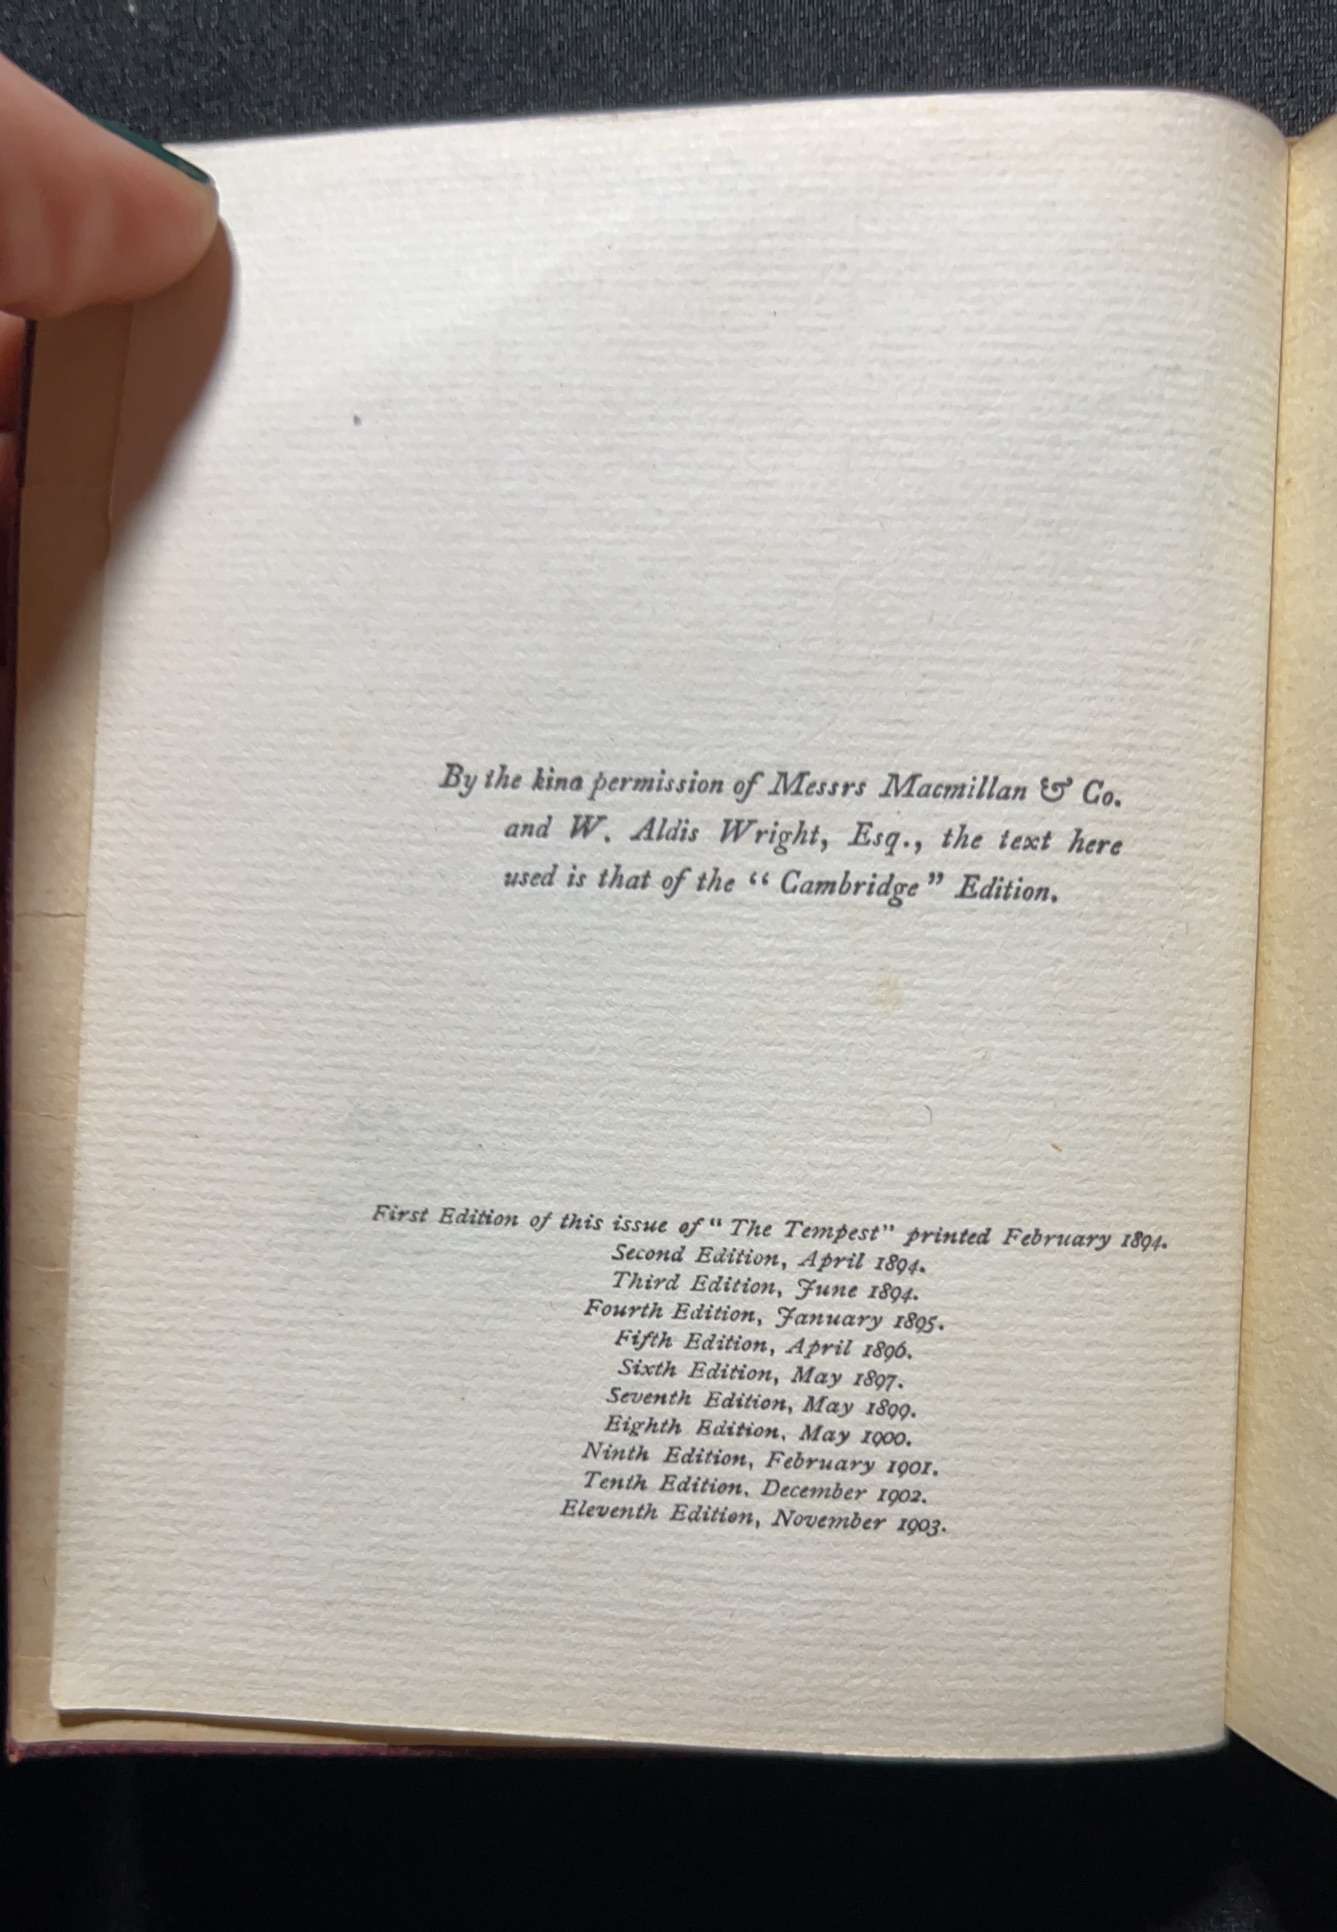 By the kind permission of Messrs Macmillan & Co.
and W. Aldis Wright, Esq., the text here
used is that of the “ Cambridge” Edition.
First Edition of this issue of “ The Tempest” printed February 1894.
Second Edition, April 1894.
Third Edition, June 1894.
Fourth Edition, January 1895.
Fifth Edition, April 1896.
Sixth Edition, May 1897.
Seventh Edition, May 1899.
Eighth Edition, May 1900.
Ninth Edition, February 1901.
Tenth Edition, December 1902.
Eleventh Edition, November 1903.